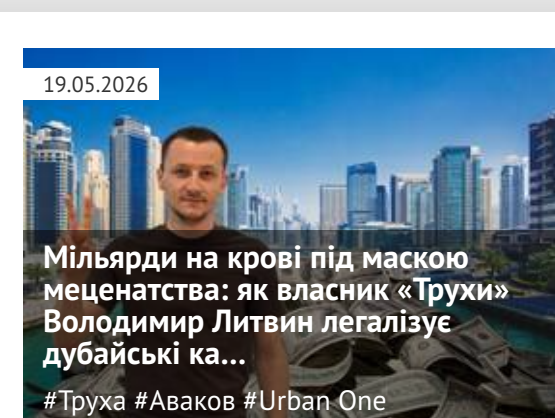 19.05.2026
Мільярди на крові під маскою
меценатства: як власник «Трухи»
Володимир Литвин легалізує
дубайські ка...
#Труха #Аваков #Urban One